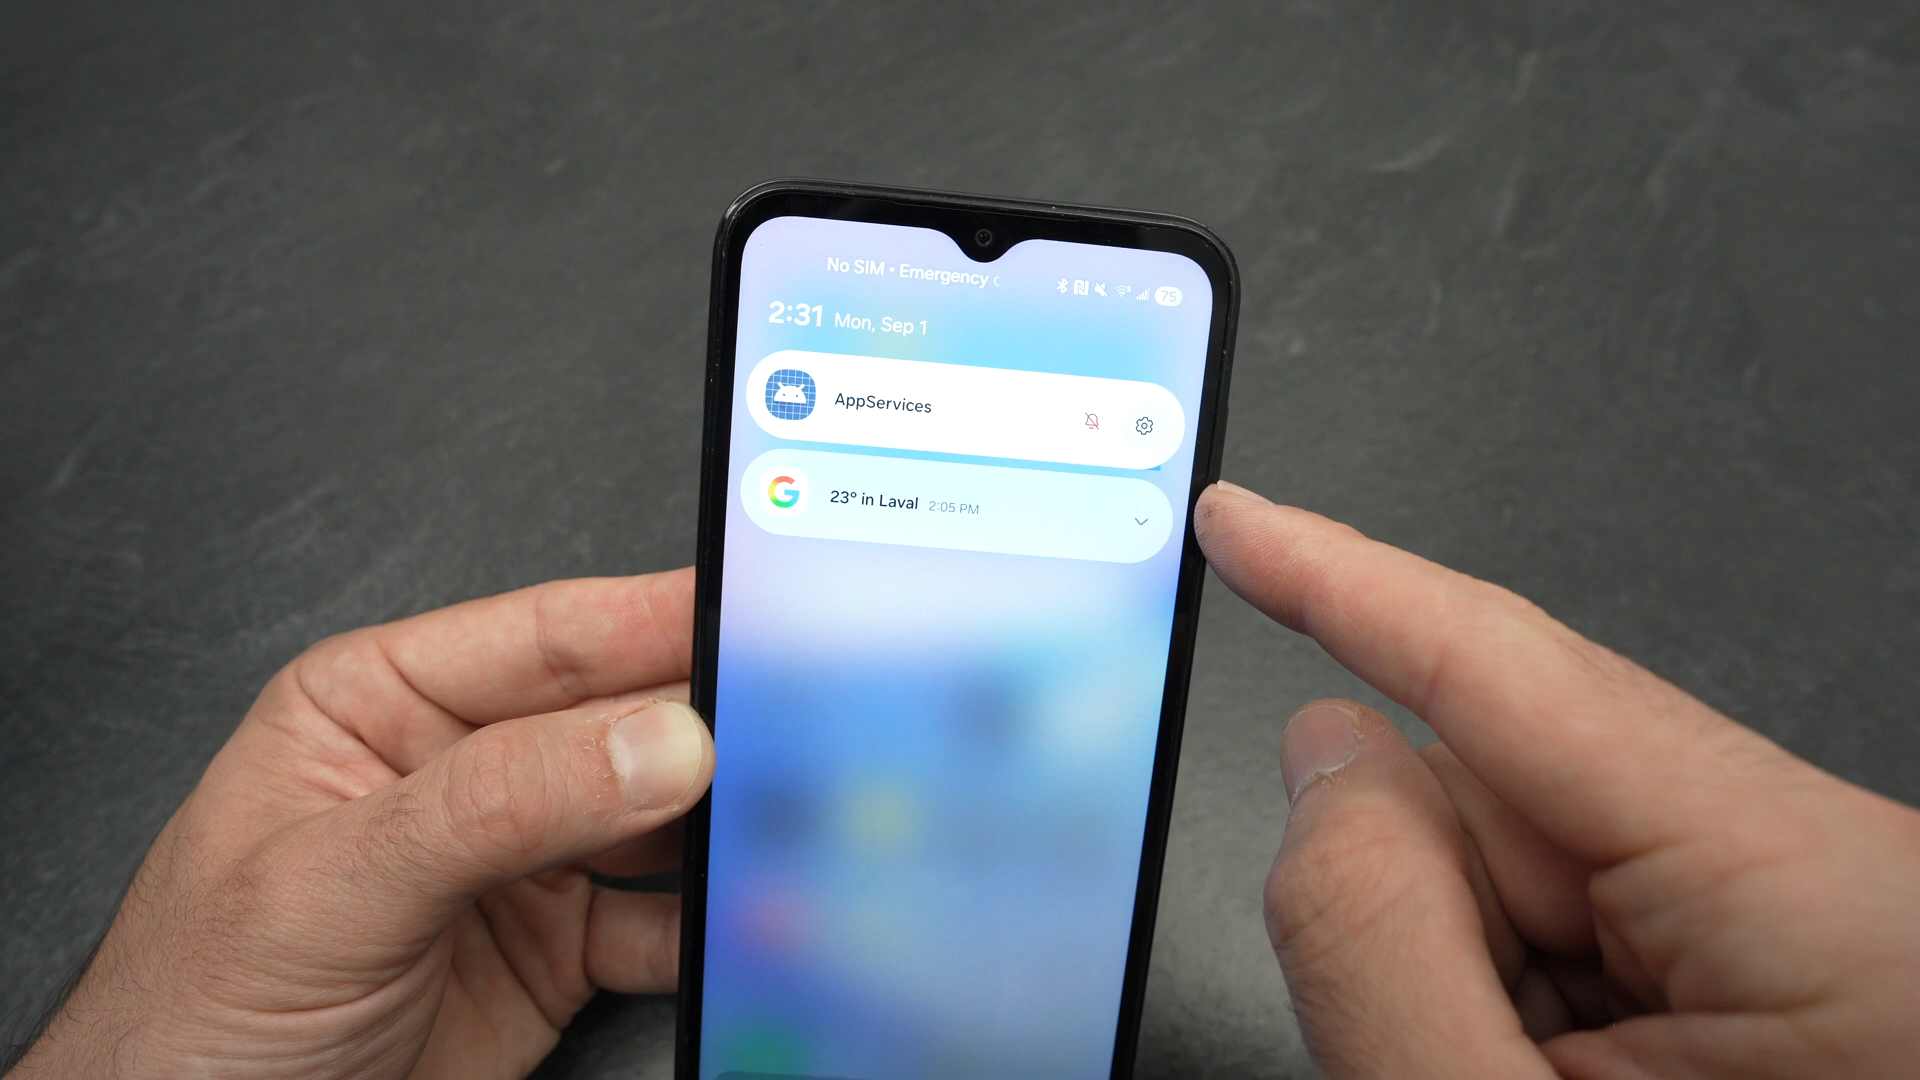 No SIM • Emergency
75
2:31 Mon, Sep 1
AppServices
23° in Laval 2:05 PM